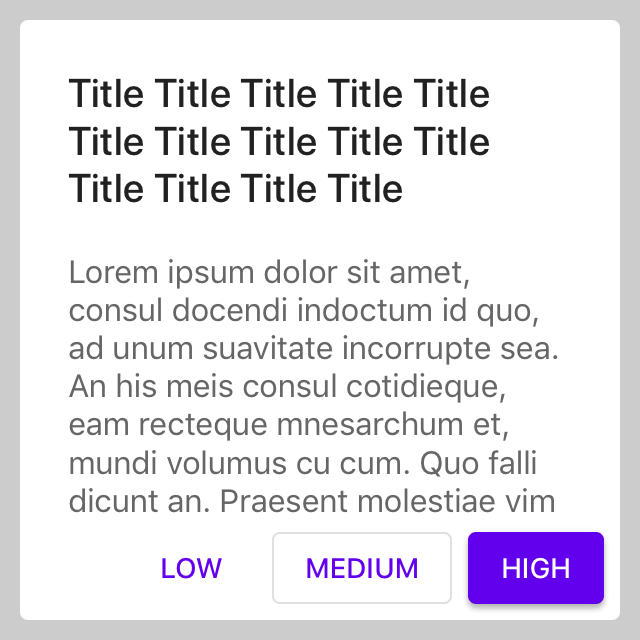 Title Title Title Title Title
Title Title Title Title Title
Title Title Title Title
Lorem ipsum dolor sit amet,
consul docendi indoctum id quo,
ad unum suavitate incorrupte sea.
An his meis consul cotidieque,
eam recteque mnesarchum et,
mundi volumus cu cum. Quo falli
dicunt an. Praesent molestiae vim
LOW MEDIUM HIGH